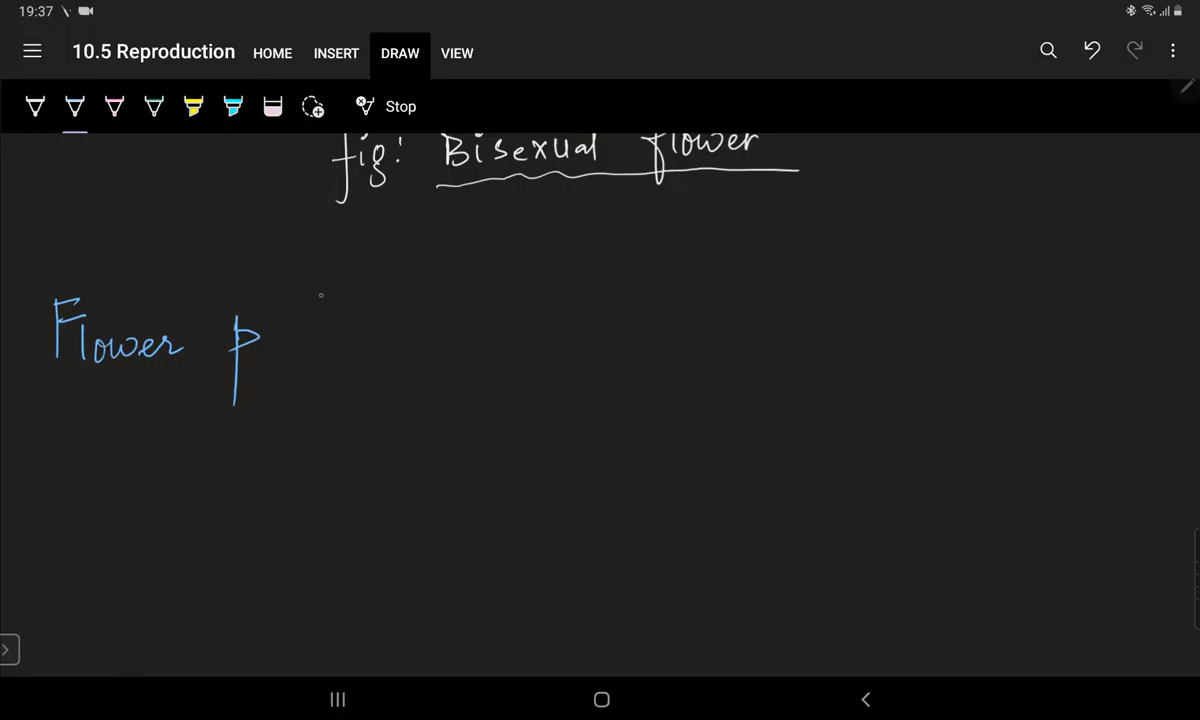 19:37
10.5 Reproduction HOME INSERT DRAW VIEW
Stop
fig: Bisexual flower
Flower p